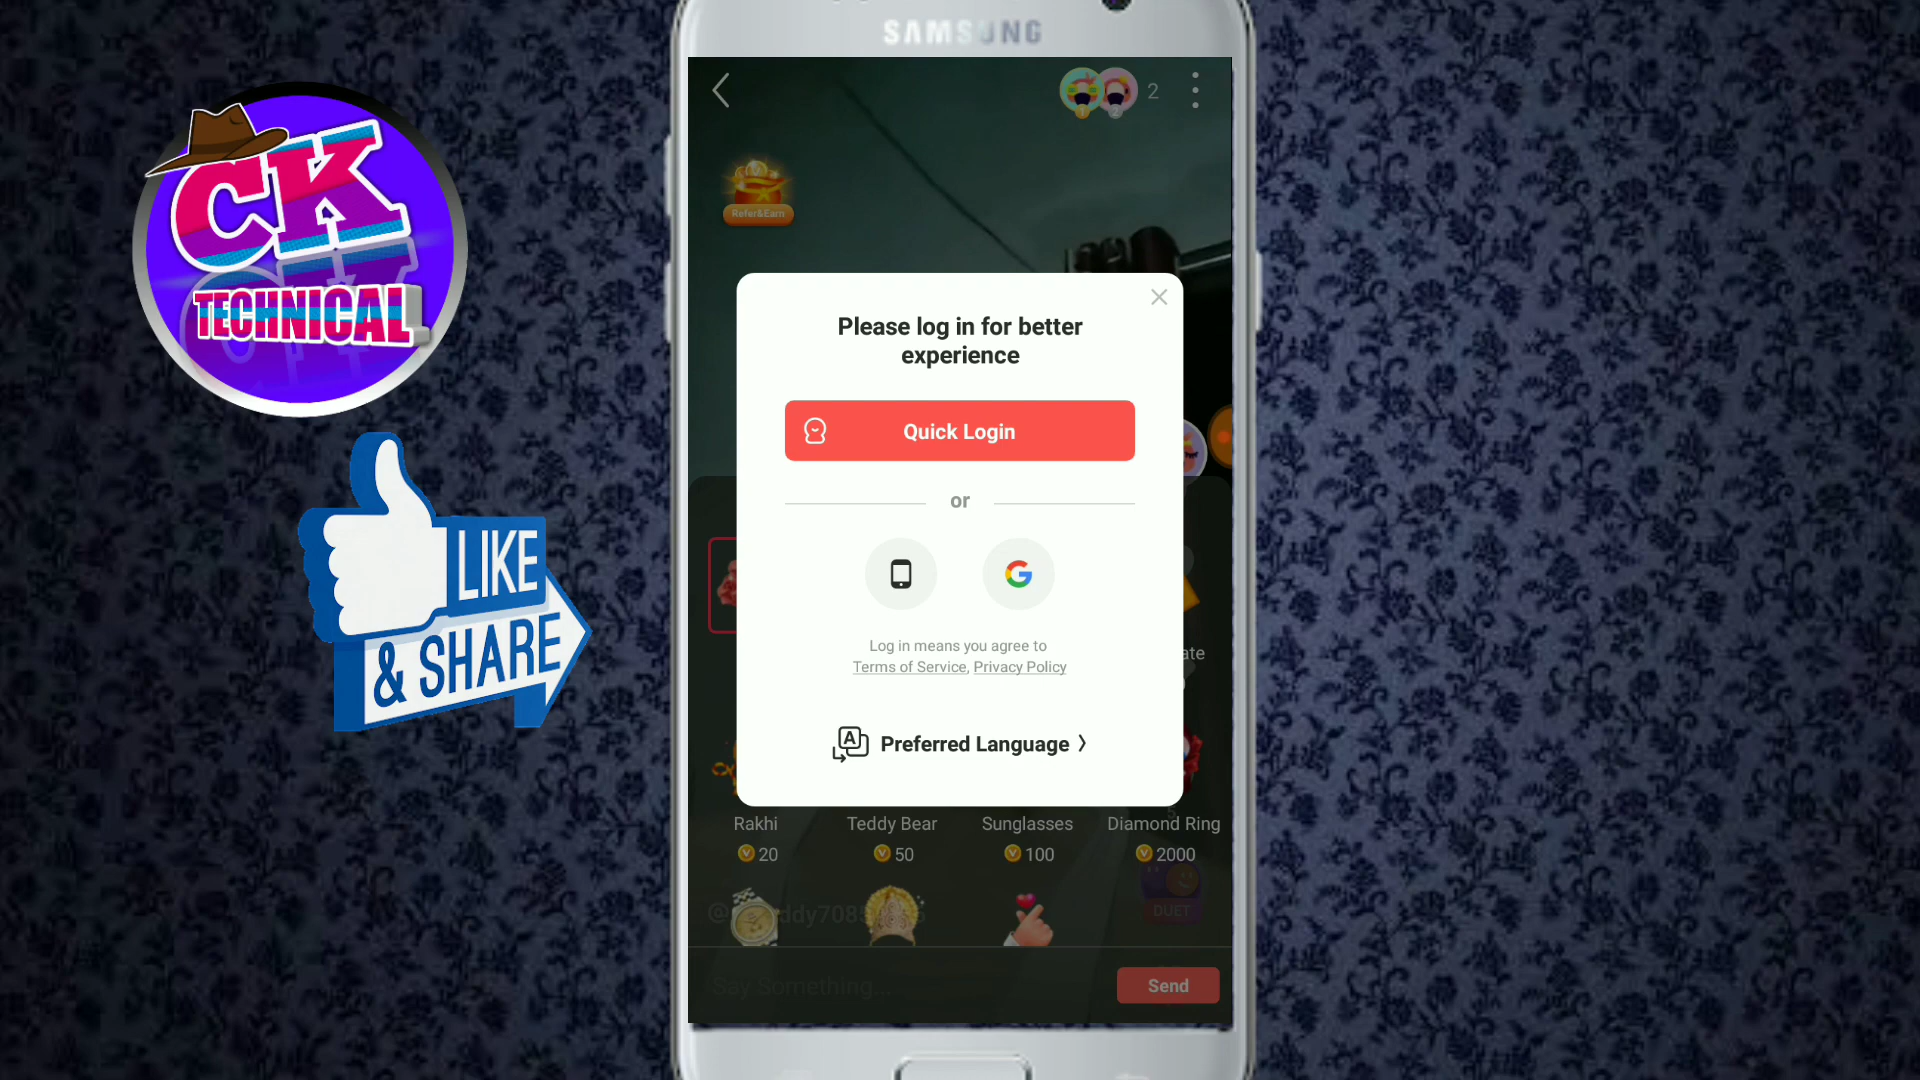 SAMSUNG
2
Refer&Earn
CK
TECHNICAL
Please log in for better
experience
Quick Login
or
LIKE
& SHARE
Log in means you agree to
Terms of Service, Privacy Policy
Preferred Language
Rakhi
Teddy Bear
Sunglasses
Diamond Ring
20
50
100
2000
DUET
Say Something...
Send